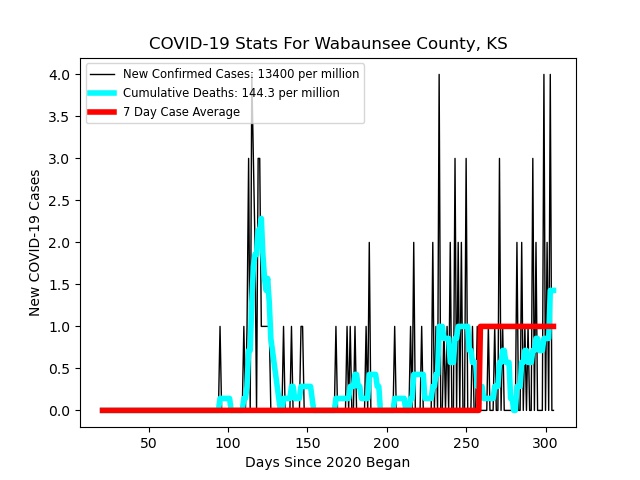 COVID-19 Stats For Wabaunsee County, KS
New Confirmed Cases: 13400 per million
Cumulative Deaths: 144.3 per million
7 Day Case Average
New COVID-19 Cases
4.0
3.5
3.0
2.5
2.0
1.5
1.0
0.5
0.0
50 100 150 200 250 300
Days Since 2020 Began